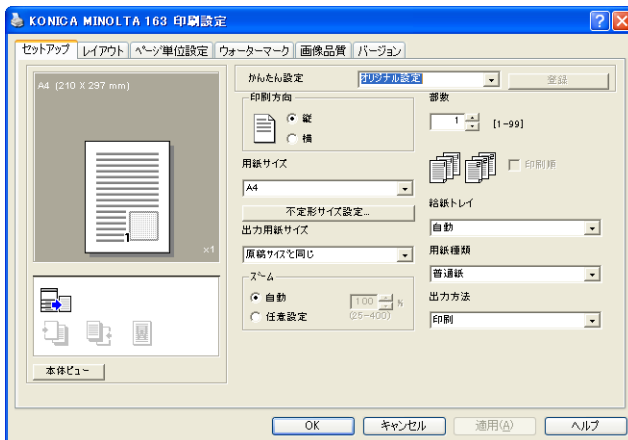 KONICA MINOLTA 163 印刷設定
セットアップ レイアウト ページ単位設定 ウォーターマーク 画像品質 バージョン
A4 (210 X 297 mm)
1
×1
本体ビュー
かんたん設定 オリジナル設定 登録
印刷方向
縦
横
用紙サイズ
A4
不定形サイズ設定...
出力用紙サイズ
原稿サイズと同じ
ズーム
自動
任意設定
100 %
(25-400)
部数
1 [1-99]
印刷順
給紙トレイ
自動
用紙種類
普通紙
出力方法
印刷
OK キャンセル 適用(A) ヘルプ